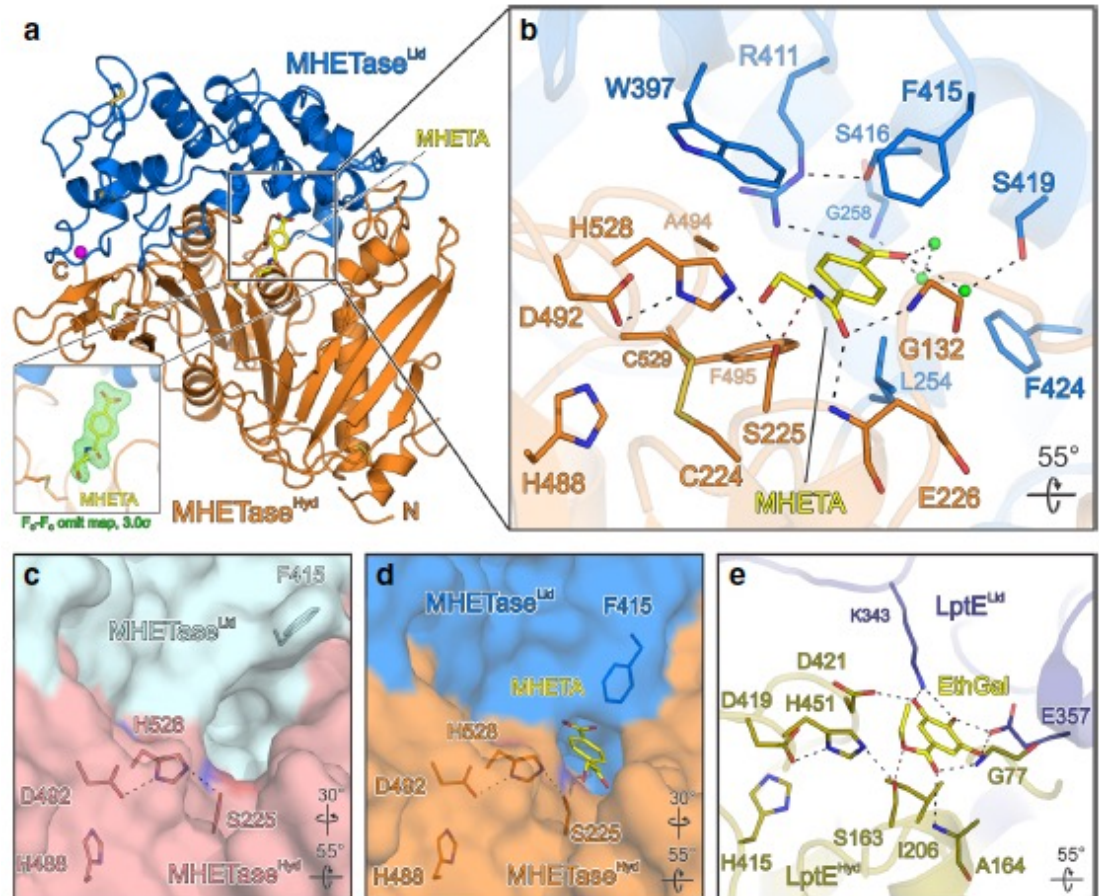 a
MHETase^Lid
MHETA
C
MHETA
F_o-F_c omit map, 3.0σ
MHETase^Hyd
N
b
R411
W397
F415
S416
S419
G258
H528
A494
D492
G132
C529
F495
L254
F424
S225
H488
C224
55°
MHETA
E226
c
F415
MHETase^Lid
H528
D492
S225
30°
H488
MHETase^Hyd
55°
d
MHETase^Lid
F415
MHETA
H528
D492
S225
30°
H488
MHETase^Hyd
55°
e
K343
LptE^Lid
D421
EthGal
D419
H451
E357
G77
S163
I206
H415
LptE^Hyd
A164
55°